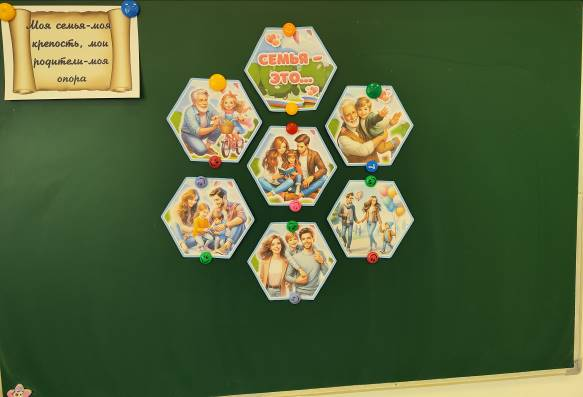 Моя семья-моя
крепость, мои
родители-моя
опора
СЕМЬЯ -
ЭТО...